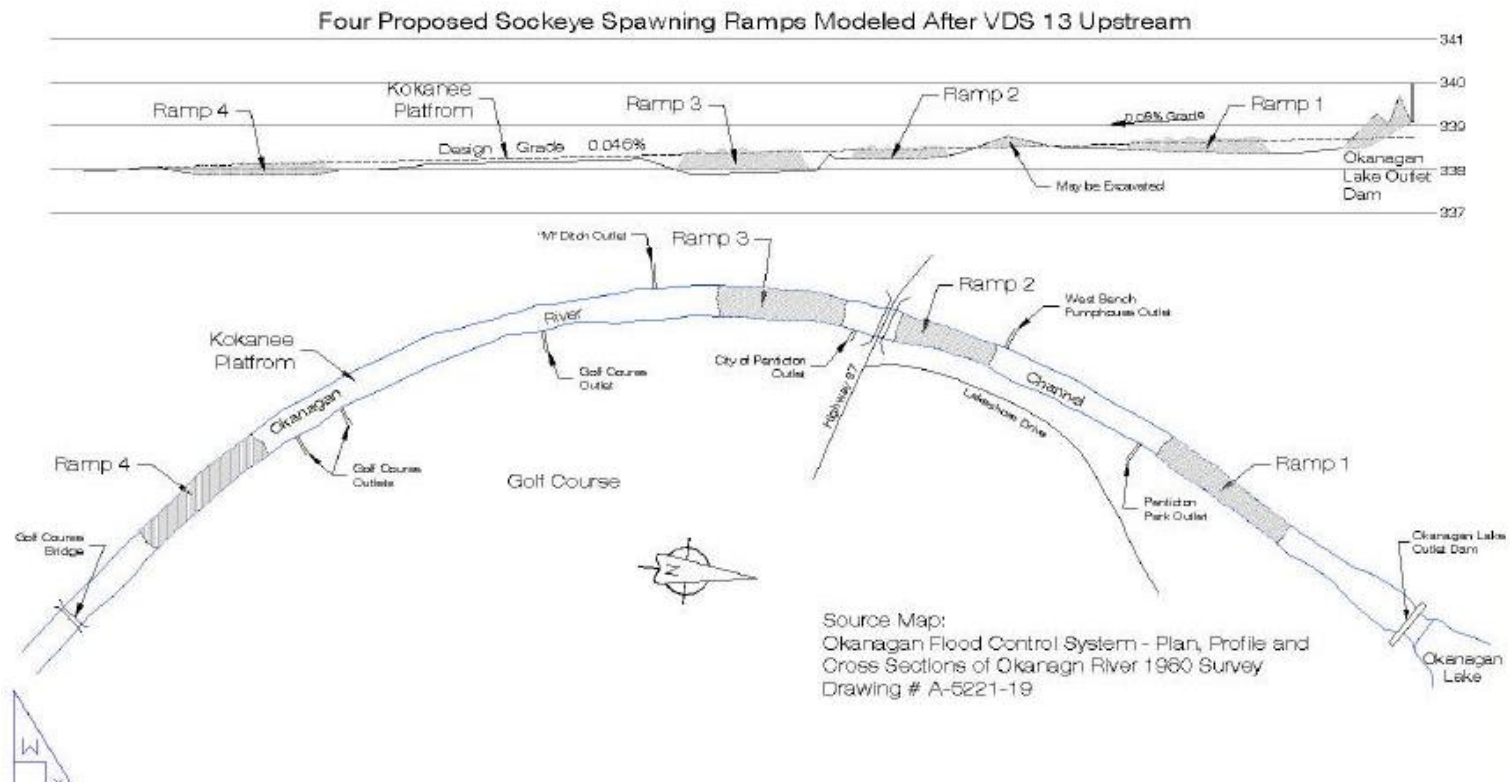 Four Proposed Sockeye Spawning Ramps Modeled After VDS 13 Upstream
341
340
339
338
337
Ramp 4
Kokanee
Platfrom
Ramp 3
Ramp 2
Ramp 1
Grade
Design Grade 0.046%
May be Excavated
Okanagan
Lake Outlet
Dam
Ditch Outlet
Ramp 3
Ramp 2
West Bench
Pumphouse Outlet
River
Kokanee
Platfrom
Golf Course
Outlet
City of Penticton
Outlet
Highway 97
Channel
Lakeshore Drive
Okanagan
Ramp 4
Golf Course
Outlets
Golf Course
Ramp 1
Penticton
Park Outlet
Golf Course
Bridge
Okanagan Lake
Outlet Dam
N
Source Map:
Okanagan Flood Control System - Plan, Profile and
Cross Sections of Okanagn River 1980 Survey
Drawing # A-5221-19
Okanagan
Lake
W